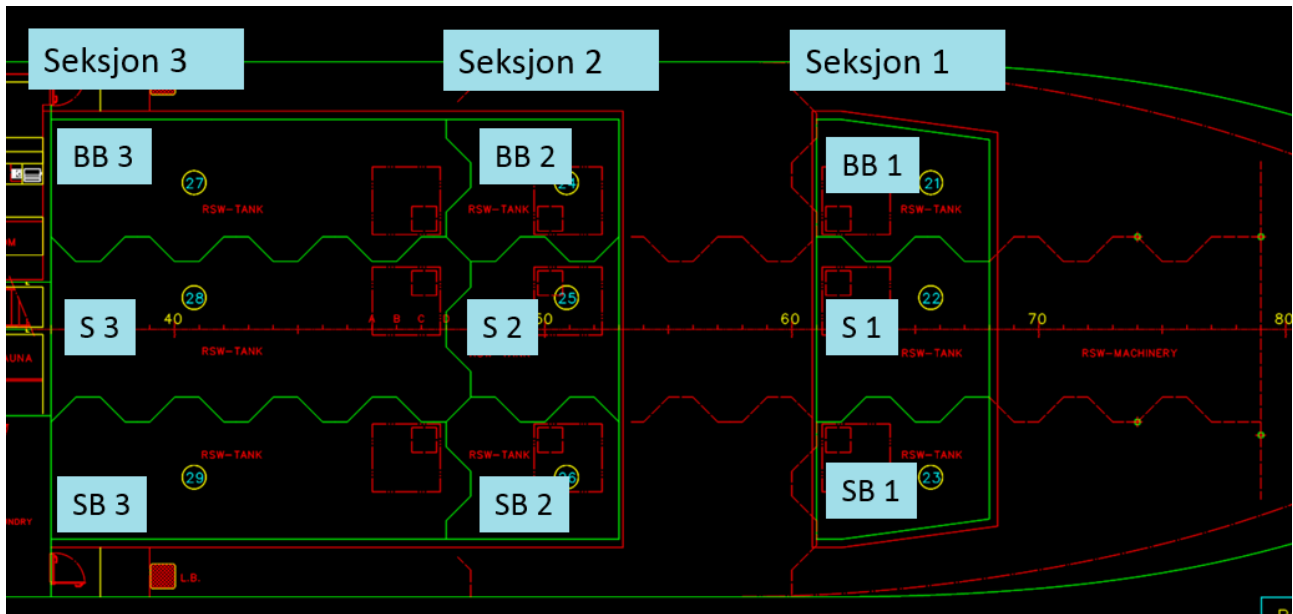 Seksjon 3
Seksjon 2
Seksjon 1
BB 3
BB 2
BB 1
27
24
21
RSW-TANK
RSW-TANK
RSW-TANK
28
25
22
S 3
S 2
S 1
40
A B C D
60
70
80
RSW-TANK
RSW-TANK
RSW-MACHINERY
RSW-TANK
RSW-TANK
RSW-TANK
29
26
23
SB 3
SB 2
SB 1
L.B.